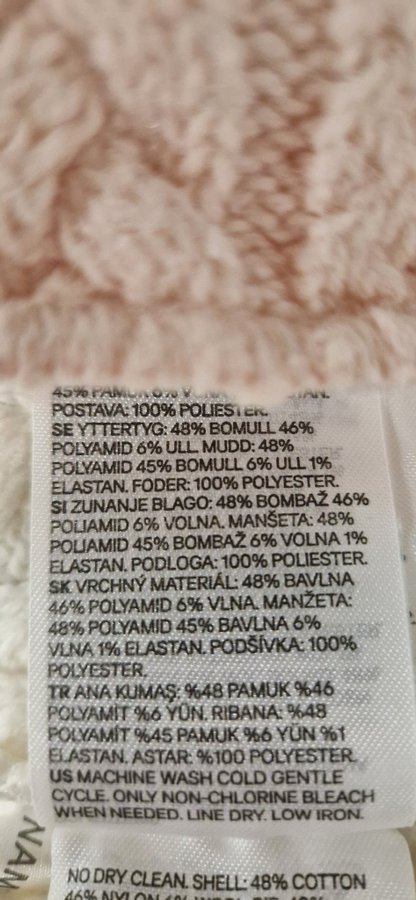 POSTAVA: 100% POLIESTER.
SE YTTERTYG: 48% BOMULL 46%
POLYAMID 6% ULL. MUDD: 48%
POLYAMID 45% BOMULL 6% ULL 1%
ELASTAN. FODER: 100% POLYESTER.
SI ZUNANJE BLAGO: 48% BOMBAŽ 46%
POLIAMID 6% VOLNA. MANŠETA: 48%
POLIAMID 45% BOMBAŽ 6% VOLNA 1%
ELASTAN. PODLOGA: 100% POLIESTER.
SK VRCHNÝ MATERIÁL: 48% BAVLNA
46% POLYAMID 6% VLNA. MANŽETA:
48% POLYAMID 45% BAVLNA 6%
VLNA 1% ELASTAN. PODŠÍVKA: 100%
POLYESTER.
TR ANA KUMAŞ: %48 PAMUK %46
POLYAMİT %6 YÜN. RIBANA: %48
POLYAMİT %45 PAMUK %6 YÜN %1
ELASTAN. ASTAR: %100 POLYESTER.
US MACHINE WASH COLD GENTLE
CYCLE. ONLY NON-CHLORINE BLEACH
WHEN NEEDED. LINE DRY. LOW IRON.
NAM
NO DRY CLEAN. SHELL: 48% COTTON
46% NYLON 6%